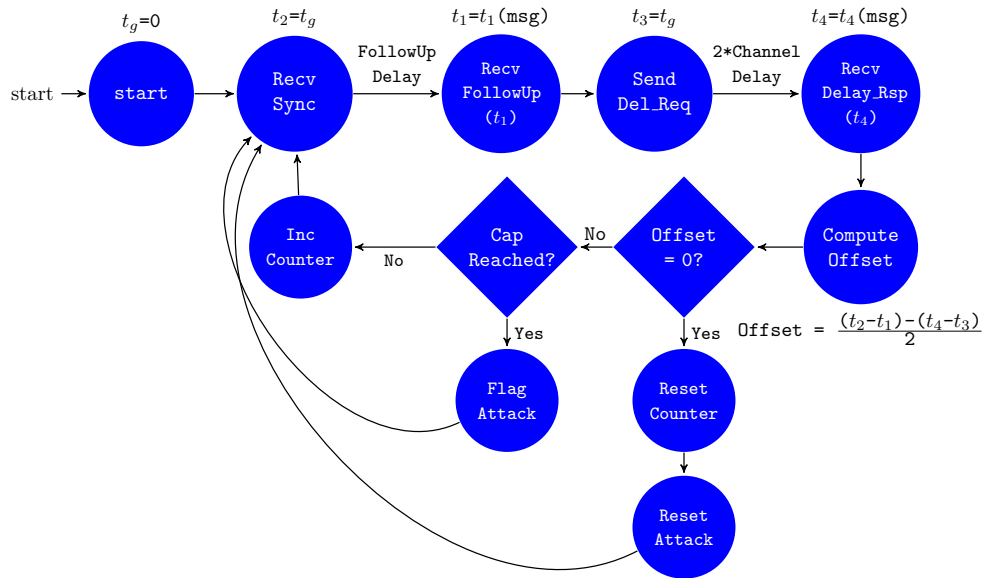 t_g=0
t_2=t_g
t_1=t_1(msg)
t_3=t_g
t_4=t_4(msg)
start
start
Recv
Sync
FollowUp
Delay
Recv
FollowUp
(t_1)
Send
Del_Req
2*Channel
Delay
Recv
Delay_Rsp
(t_4)
Inc
Counter
No
Cap
Reached?
No
Offset
= 0?
Compute
Offset
Yes
Yes
Offset = (t_2-t_1)-(t_4-t_3)
2
Flag
Attack
Reset
Counter
Reset
Attack